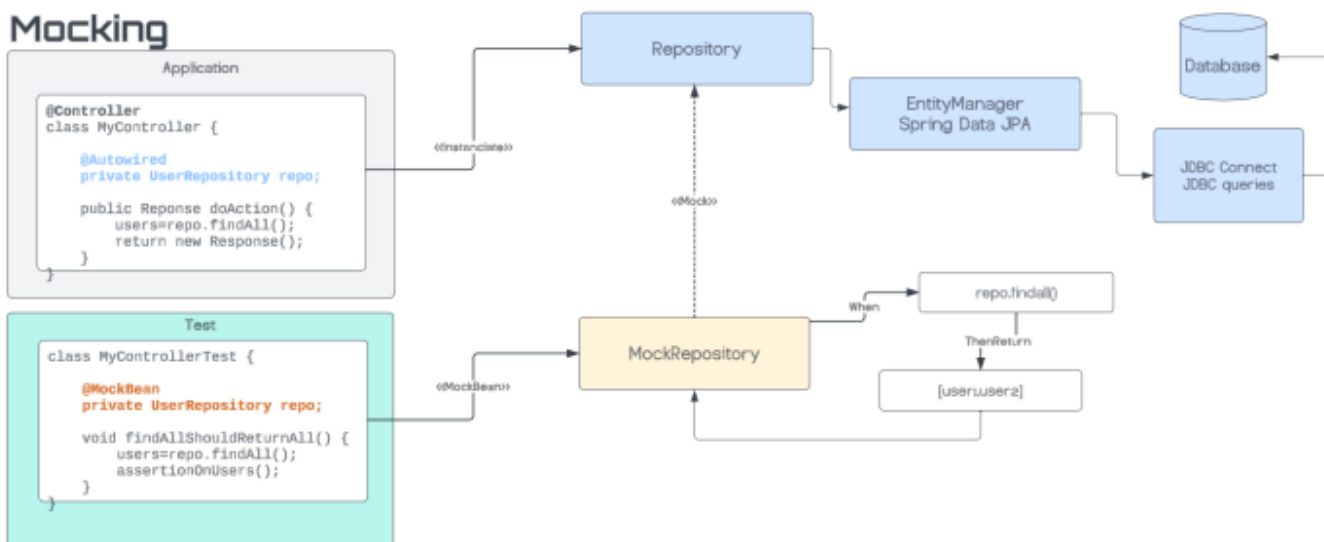 Mocking
Application
@Controller
class MyController {
@Autowired
private UserRepository repo;
public Reponse doAction() {
users=repo.findAll();
return new Response();
}
}
Repository
EntityManager
Spring Data JPA
Database
JDBC Connect
JDBC queries
<<Instanciate>>
<<Mock>>
Test
class MyControllerTest {
@MockBean
private UserRepository repo;
void findAllShouldReturnAll() {
users=repo.findAll();
assertionOnUsers();
}
}
<<MockBean>>
MockRepository
When
repo.findall()
ThenReturn
[user1,user2]